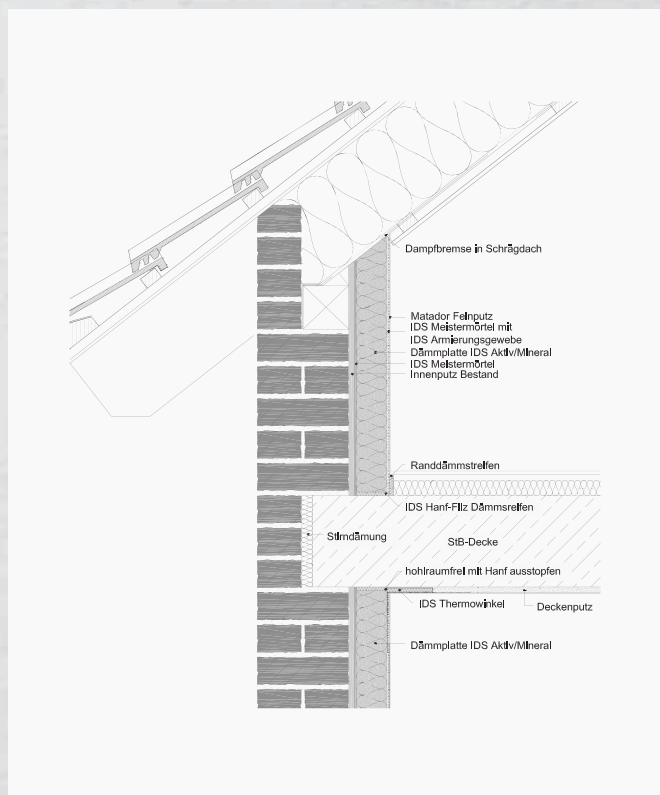 Dampfbremse in Schrägdach
Matador Feinputz
IDS Meistermörtel mit
IDS Armierungsgewebe
Dämmplatte IDS Aktiv/Mineral
IDS Meistermörtel
Innenputz Bestand
Randdämmstreifen
IDS Hanf-Filz Dämmsreifen
Stirndämung
StB-Decke
hohlraumfrei mit Hanf ausstopfen
IDS Thermowinkel
Deckenputz
Dämmplatte IDS Aktiv/Mineral